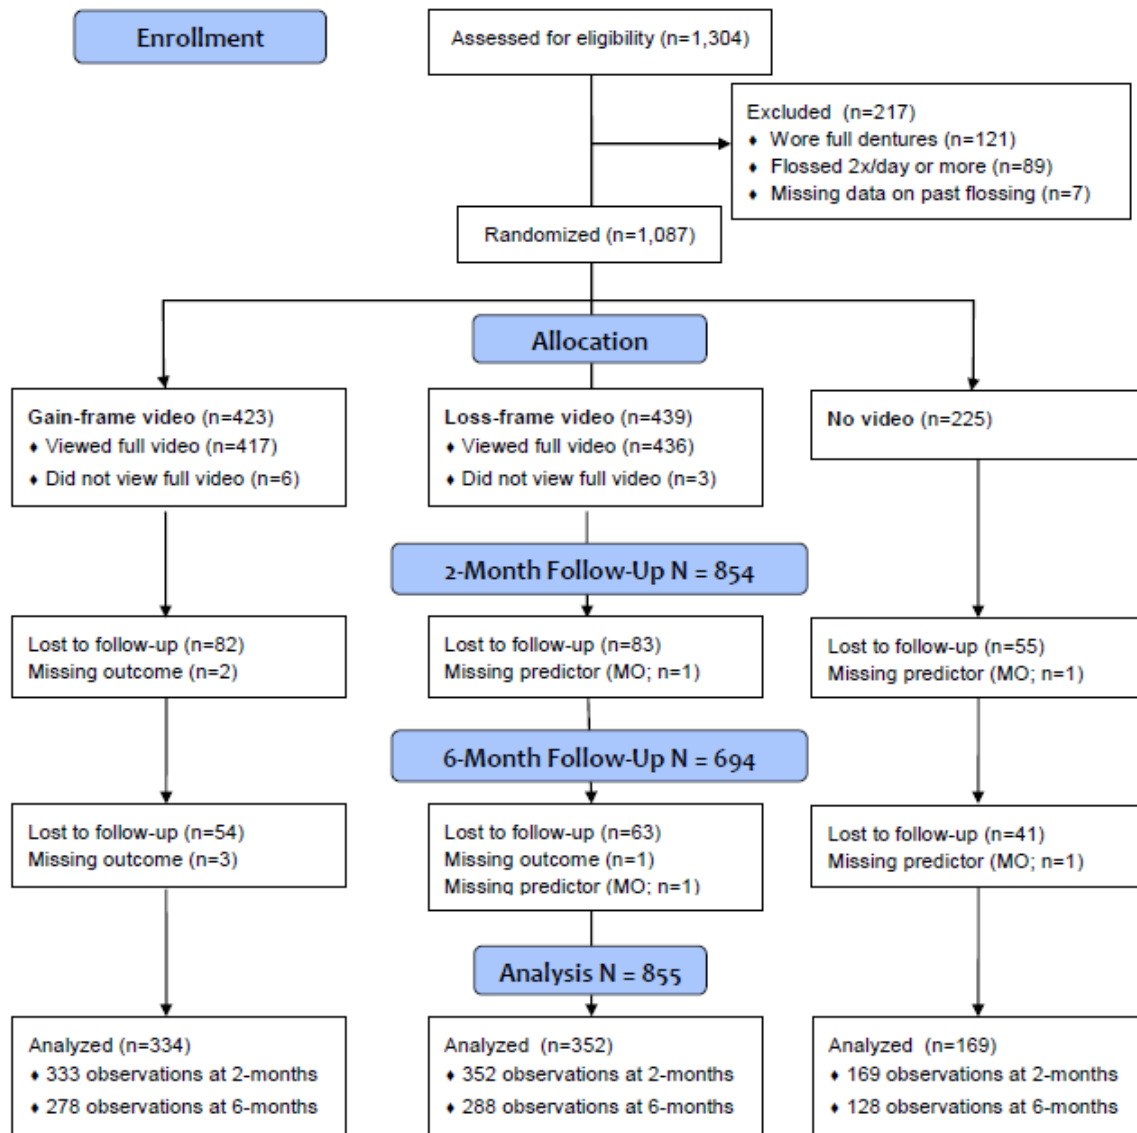 Enrollment
Assessed for eligibility (n=1,304)
Excluded  (n=217)
♦ Wore full dentures (n=121)
♦ Flossed 2x/day or more (n=89)
♦ Missing data on past flossing (n=7)
Randomized (n=1,087)
Allocation
Gain-frame video (n=423)
♦ Viewed full video (n=417)
♦ Did not view full video (n=6)
Loss-frame video (n=439)
♦ Viewed full video (n=436)
♦ Did not view full video (n=3)
No video (n=225)
2-Month Follow-Up N = 854
Lost to follow-up (n=82)
Missing outcome (n=2)
Lost to follow-up (n=83)
Missing predictor (MO; n=1)
Lost to follow-up (n=55)
Missing predictor (MO; n=1)
6-Month Follow-Up N = 694
Lost to follow-up (n=54)
Missing outcome (n=3)
Lost to follow-up (n=63)
Missing outcome (n=1)
Missing predictor (MO; n=1)
Lost to follow-up (n=41)
Missing predictor (MO; n=1)
Analysis N = 855
Analyzed (n=334)
♦ 333 observations at 2-months
♦ 278 observations at 6-months
Analyzed  (n=352)
♦ 352 observations at 2-months
♦ 288 observations at 6-months
Analyzed  (n=169)
♦ 169 observations at 2-months
♦ 128 observations at 6-months